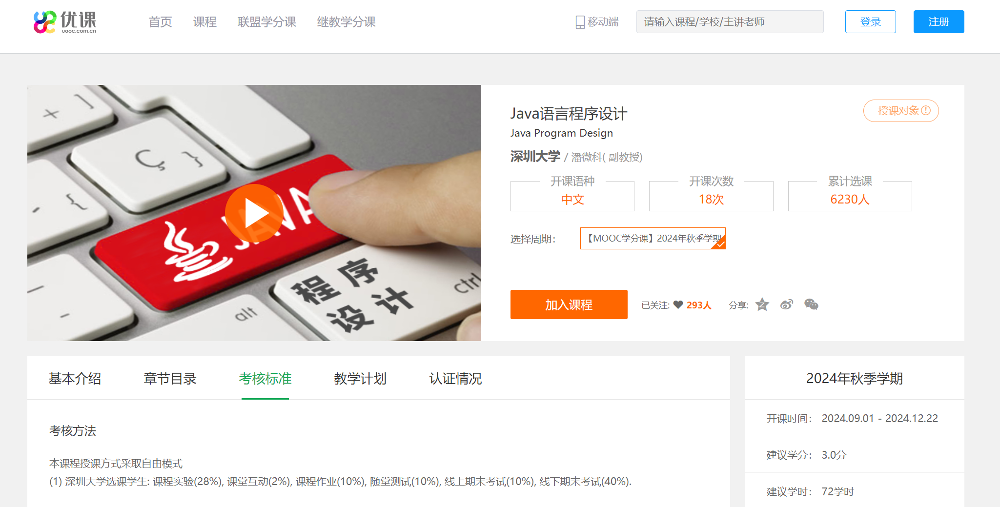 优课
uooc.com.cn
首页 课程 联盟学分课 继教学分课
移动端 请输入课程/学校/主讲老师 登录 注册
+ ]
Ç }
{
-
JAVA
程序
设计
alt
ctrl
Java语言程序设计
授课对象
Java Program Design
深圳大学 / 潘微科( 副教授)
开课语种 开课次数 累计选课
中文 18次 6230人
选择周期： 【MOOC学分课】2024年秋季学期
加入课程 已关注: 293人 分享:
基本介绍 章节目录 考核标准 教学计划 认证情况
考核方法
本课程授课方式采取自由模式
(1) 深圳大学选课学生: 课程实验(28%), 课堂互动(2%), 课程作业(10%), 随堂测试(10%), 线上期末考试(10%), 线下期末考试(40%).
2024年秋季学期
开课时间： 2024.09.01 - 2024.12.22
建议学分： 3.0分
建议学时： 72学时